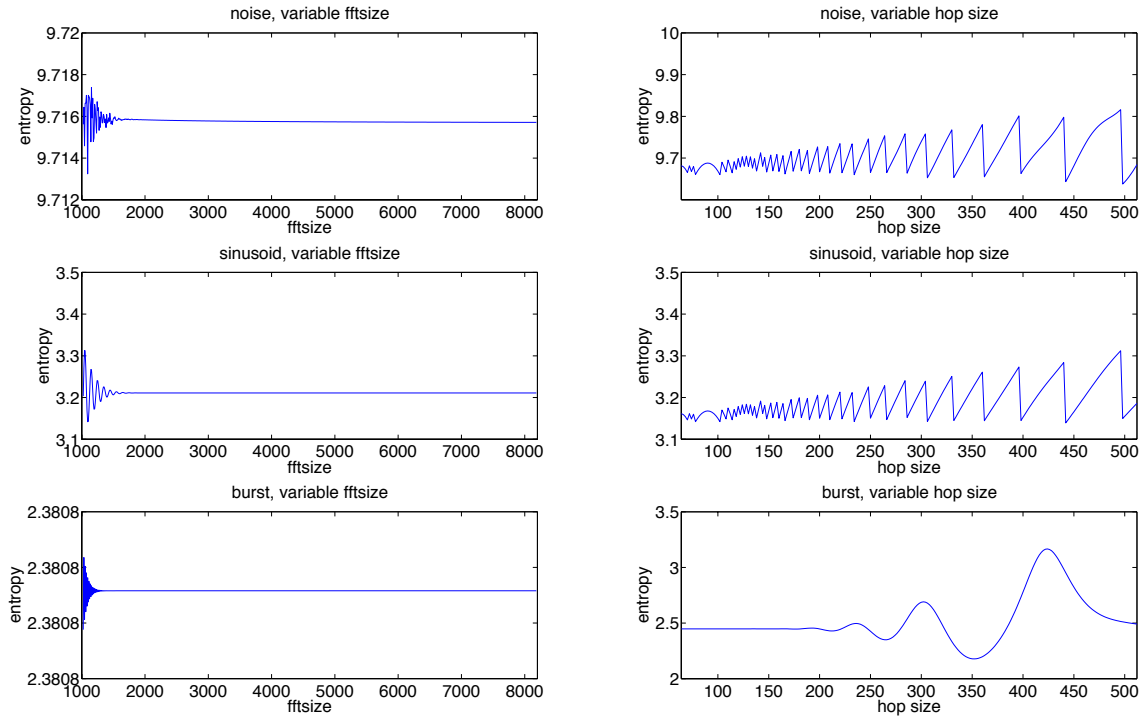 noise, variable fftsize
9.72
9.718
9.716
9.714
9.712
entropy
1000 2000 3000 4000 5000 6000 7000 8000
fftsize
noise, variable hop size
10
9.9
9.8
9.7
entropy
100 150 200 250 300 350 400 450 500
hop size
sinusoid, variable fftsize
3.5
3.4
3.3
3.2
3.1
entropy
1000 2000 3000 4000 5000 6000 7000 8000
fftsize
sinusoid, variable hop size
3.5
3.4
3.3
3.2
3.1
entropy
100 150 200 250 300 350 400 450 500
hop size
burst, variable fftsize
2.3808
2.3808
2.3808
2.3808
entropy
1000 2000 3000 4000 5000 6000 7000 8000
fftsize
burst, variable hop size
3.5
3
2.5
2
entropy
100 150 200 250 300 350 400 450 500
hop size